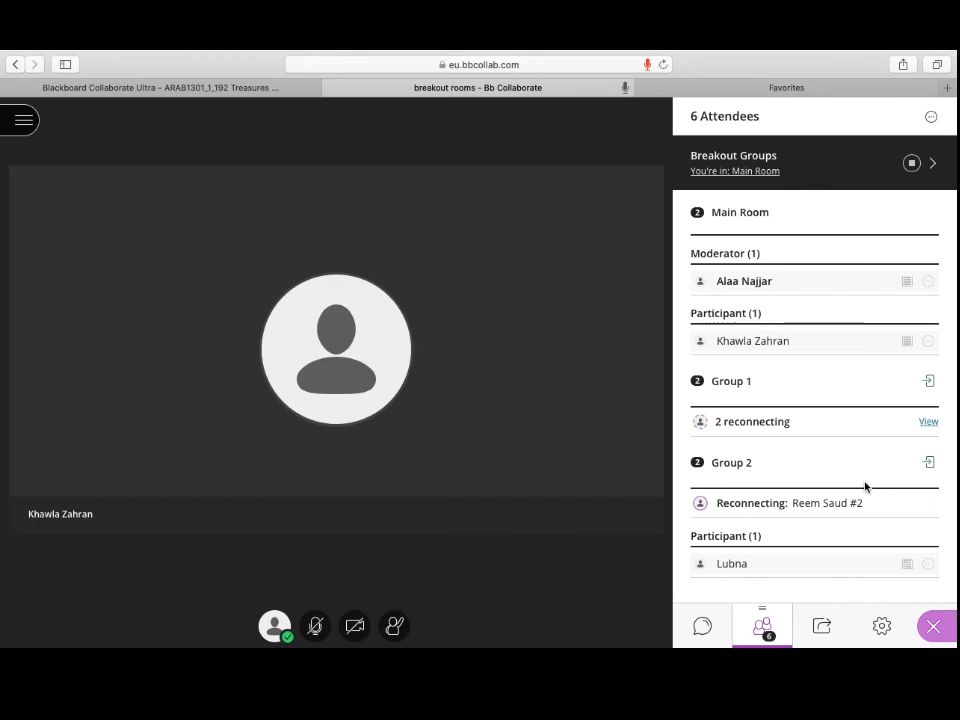 eu.bbcollab.com
Blackboard Collaborate Ultra – ARAB1301_1_192 Treasures ...
breakout rooms - Bb Collaborate
Favorites
6 Attendees
Breakout Groups
You're in: Main Room
2 Main Room
Moderator (1)
Alaa Najjar
Participant (1)
Khawla Zahran
2 Group 1
2 reconnecting
View
2 Group 2
Reconnecting: Reem Saud #2
Participant (1)
Lubna
Khawla Zahran
6